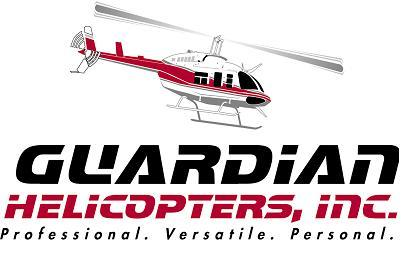 GUARDiAN
HELiCOPTERS, iNC.
Professional. Versatile. Personal.